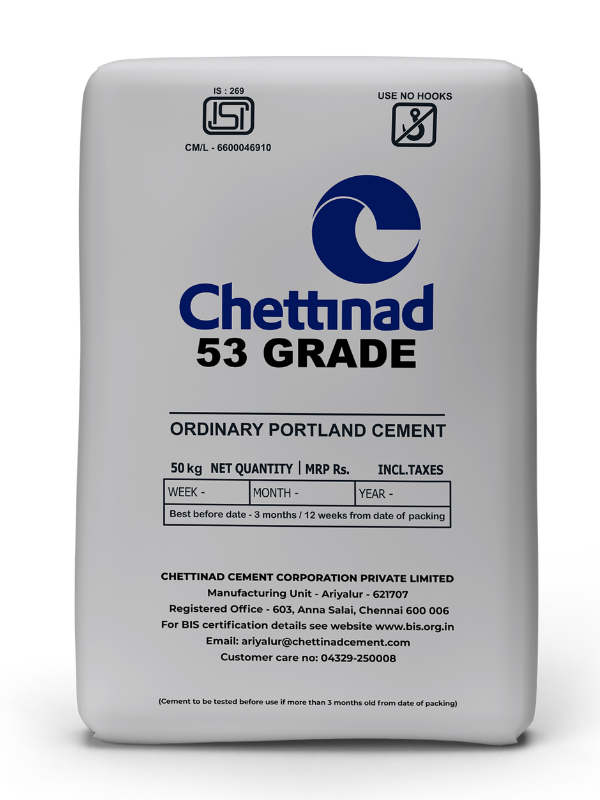 IS : 269
USE NO HOOKS
ISI
CM/L - 6600046910
Chettinad
53 GRADE
ORDINARY PORTLAND CEMENT
50 kg NET QUANTITY | MRP Rs. INCL.TAXES
WEEK - MONTH - YEAR -
Best before date - 3 months / 12 weeks from date of packing
CHETTINAD CEMENT CORPORATION PRIVATE LIMITED
Manufacturing Unit - Ariyalur - 621707
Registered Office - 603, Anna Salai, Chennai 600 006
For BIS certification details see website www.bis.org.in
Email: ariyalur@chettinadcement.com
Customer care no: 04329-250008
(Cement to be tested before use if more than 3 months old from date of packing)